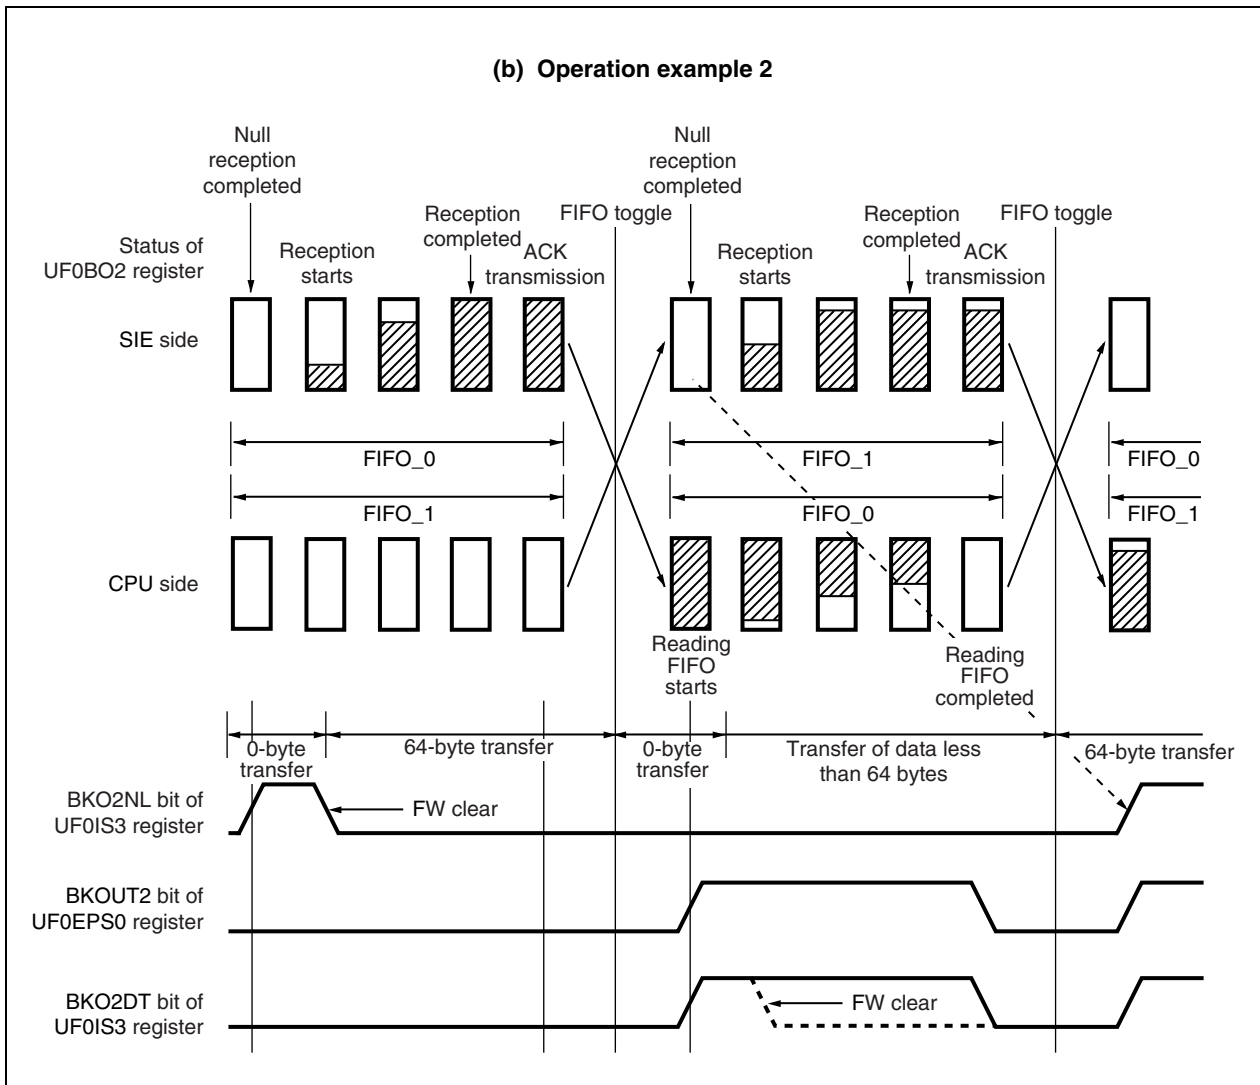 (b) Operation example 2
Null
reception
completed
Reception
completed
FIFO toggle
Null
reception
completed
Reception
completed
FIFO toggle
Status of
UF0BO2 register
Reception
starts
ACK
transmission
Reception
starts
ACK
transmission
SIE side
FIFO_0
FIFO_1
FIFO_0
FIFO_1
FIFO_0
FIFO_1
CPU side
Reading
FIFO
starts
Reading
FIFO
completed
0-byte
transfer
64-byte transfer
0-byte
transfer
Transfer of data less
than 64 bytes
64-byte transfer
BKO2NL bit of
UF0IS3 register
FW clear
BKOUT2 bit of
UF0EPS0 register
BKO2DT bit of
UF0IS3 register
FW clear